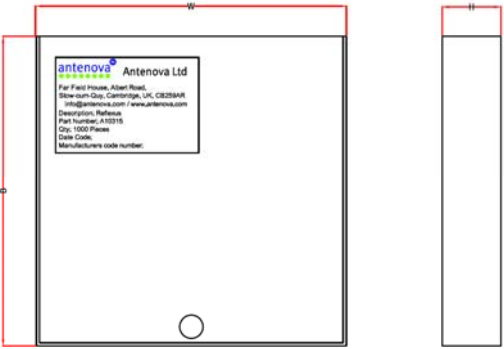 W
H
antenova
Antenova Ltd
Far Field House, Albert Road,
Stow-cum-Quy, Cambridge, UK, CB259AR
info@antenova.com / www.antenova.com
Description; Reflexus
Part Number; A10315
Qty; 1000 Pieces
Date Code;
Manufacturers code number;